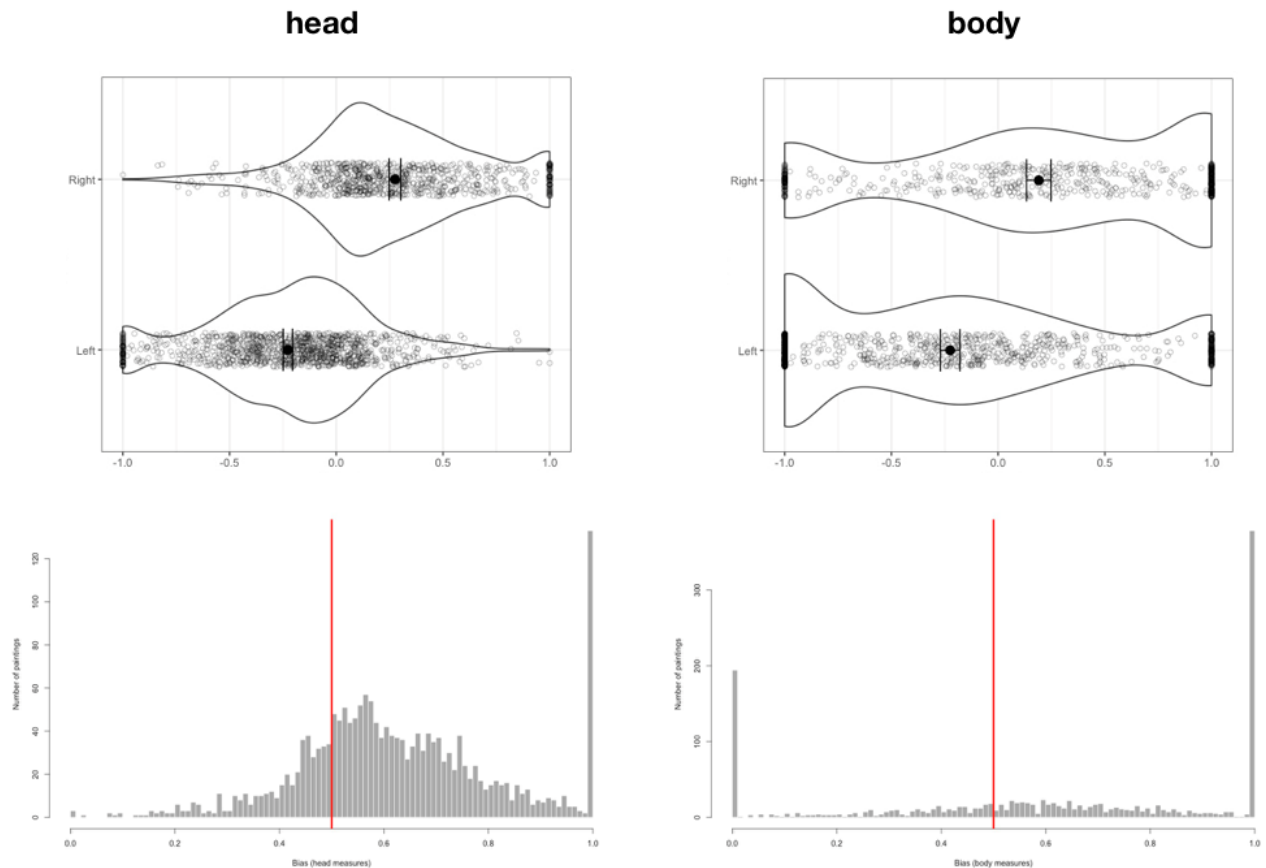 head
body
Right
Left
-1.0 -0.5 0.0 0.5 1.0
Right
Left
-1.0 -0.5 0.0 0.5 1.0
Number of paintings
0 20 40 60 80 100 120
0.0 0.2 0.4 0.6 0.8 1.0
Bias (head measures)
Number of paintings
0 100 200 300
0.0 0.2 0.4 0.6 0.8 1.0
Bias (body measures)